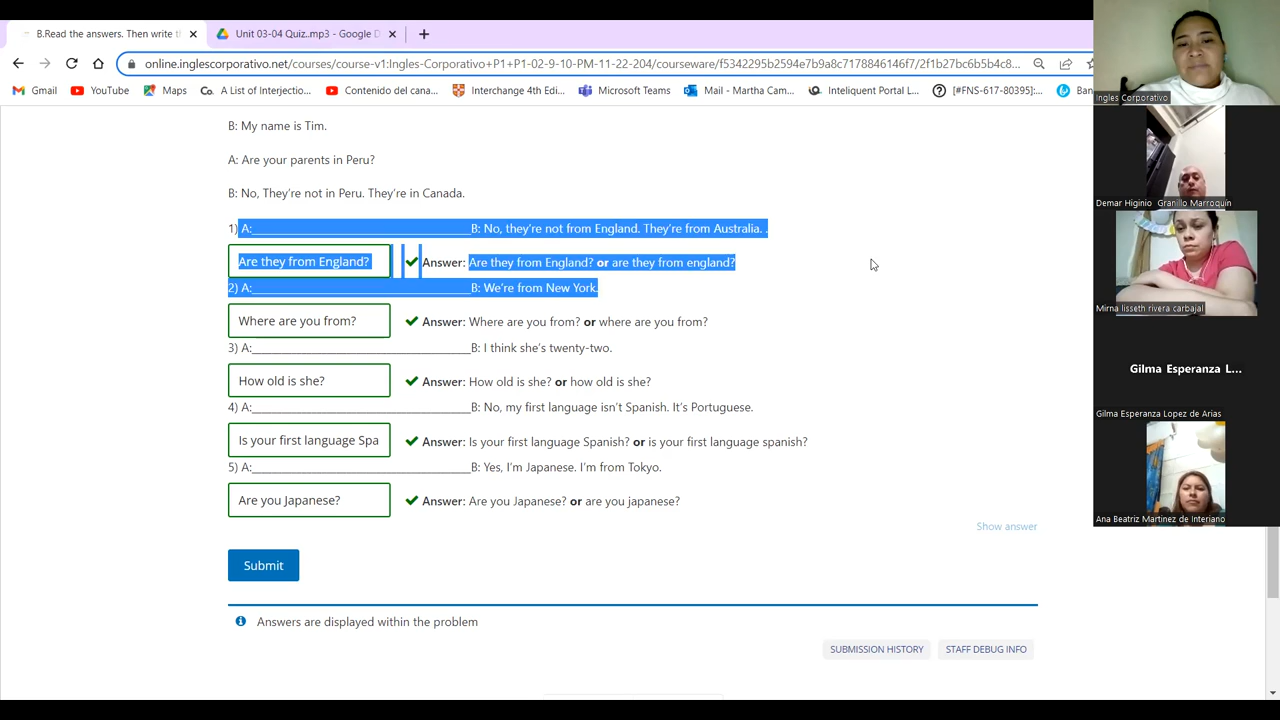 B.Read the answers. Then write th
Unit 03-04 Quiz..mp3 - Google D
online.inglescorporativo.net/courses/course-v1:Ingles-Corporativo+P1+P1-02-9-10-PM-11-22-204/courseware/f5342295b2594e7b9a8c7178846146f7/2f1b27bc6b5b4c8...
Gmail
YouTube
Maps
A List of Interjectio...
Contenido del cana...
Interchange 4th Edi...
Microsoft Teams
Mail - Martha Cam...
Inteliquent Portal L...
[#FNS-617-80395]:...
Ban
B: My name is Tim.
A: Are your parents in Peru?
B: No, They're not in Peru. They're in Canada.
1) A:___________________________________B: No, they're not from England. They're from Australia. .
Are they from England? Answer: Are they from England? or are they from england?
2) A:___________________________________B: We're from New York.
Where are you from? Answer: Where are you from? or where are you from?
3) A:___________________________________B: I think she's twenty-two.
How old is she? Answer: How old is she? or how old is she?
4) A:___________________________________B: No, my first language isn't Spanish. It's Portuguese.
Is your first language Spa Answer: Is your first language Spanish? or is your first language spanish?
5) A:___________________________________B: Yes, I'm Japanese. I'm from Tokyo.
Are you Japanese? Answer: Are you Japanese? or are you japanese?
Show answer
Submit
Answers are displayed within the problem
SUBMISSION HISTORY
STAFF DEBUG INFO
Ingles Corporativo
Demar Higinio Granillo Marroquin
Mirna lisseth rivera carbajal
Gilma Esperanza L...
Gilma Esperanza Lopez de Arias
Ana Beatriz Martinez de Interiano